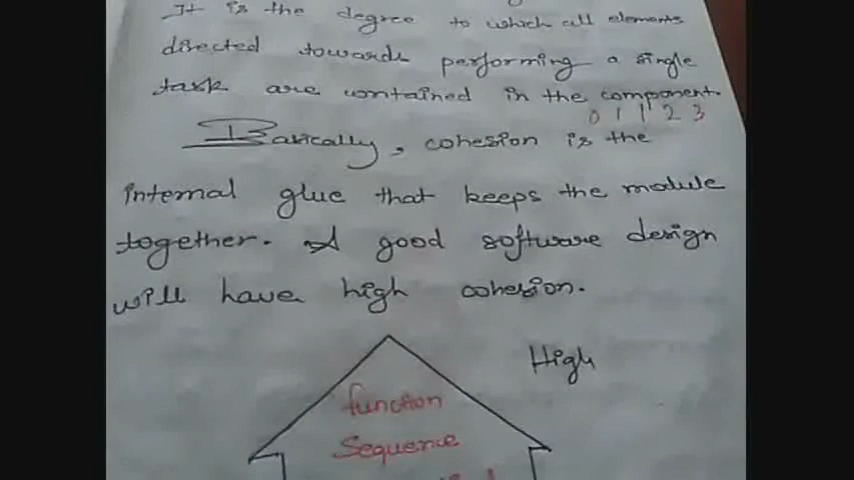 It is the degree to which all elements
directed towards performing a single
task are contained in the component.
0 1 1 2 3
Basically, cohesion is the
internal glue that keeps the module
together. A good software design
will have high cohesion.
High
function
Sequence